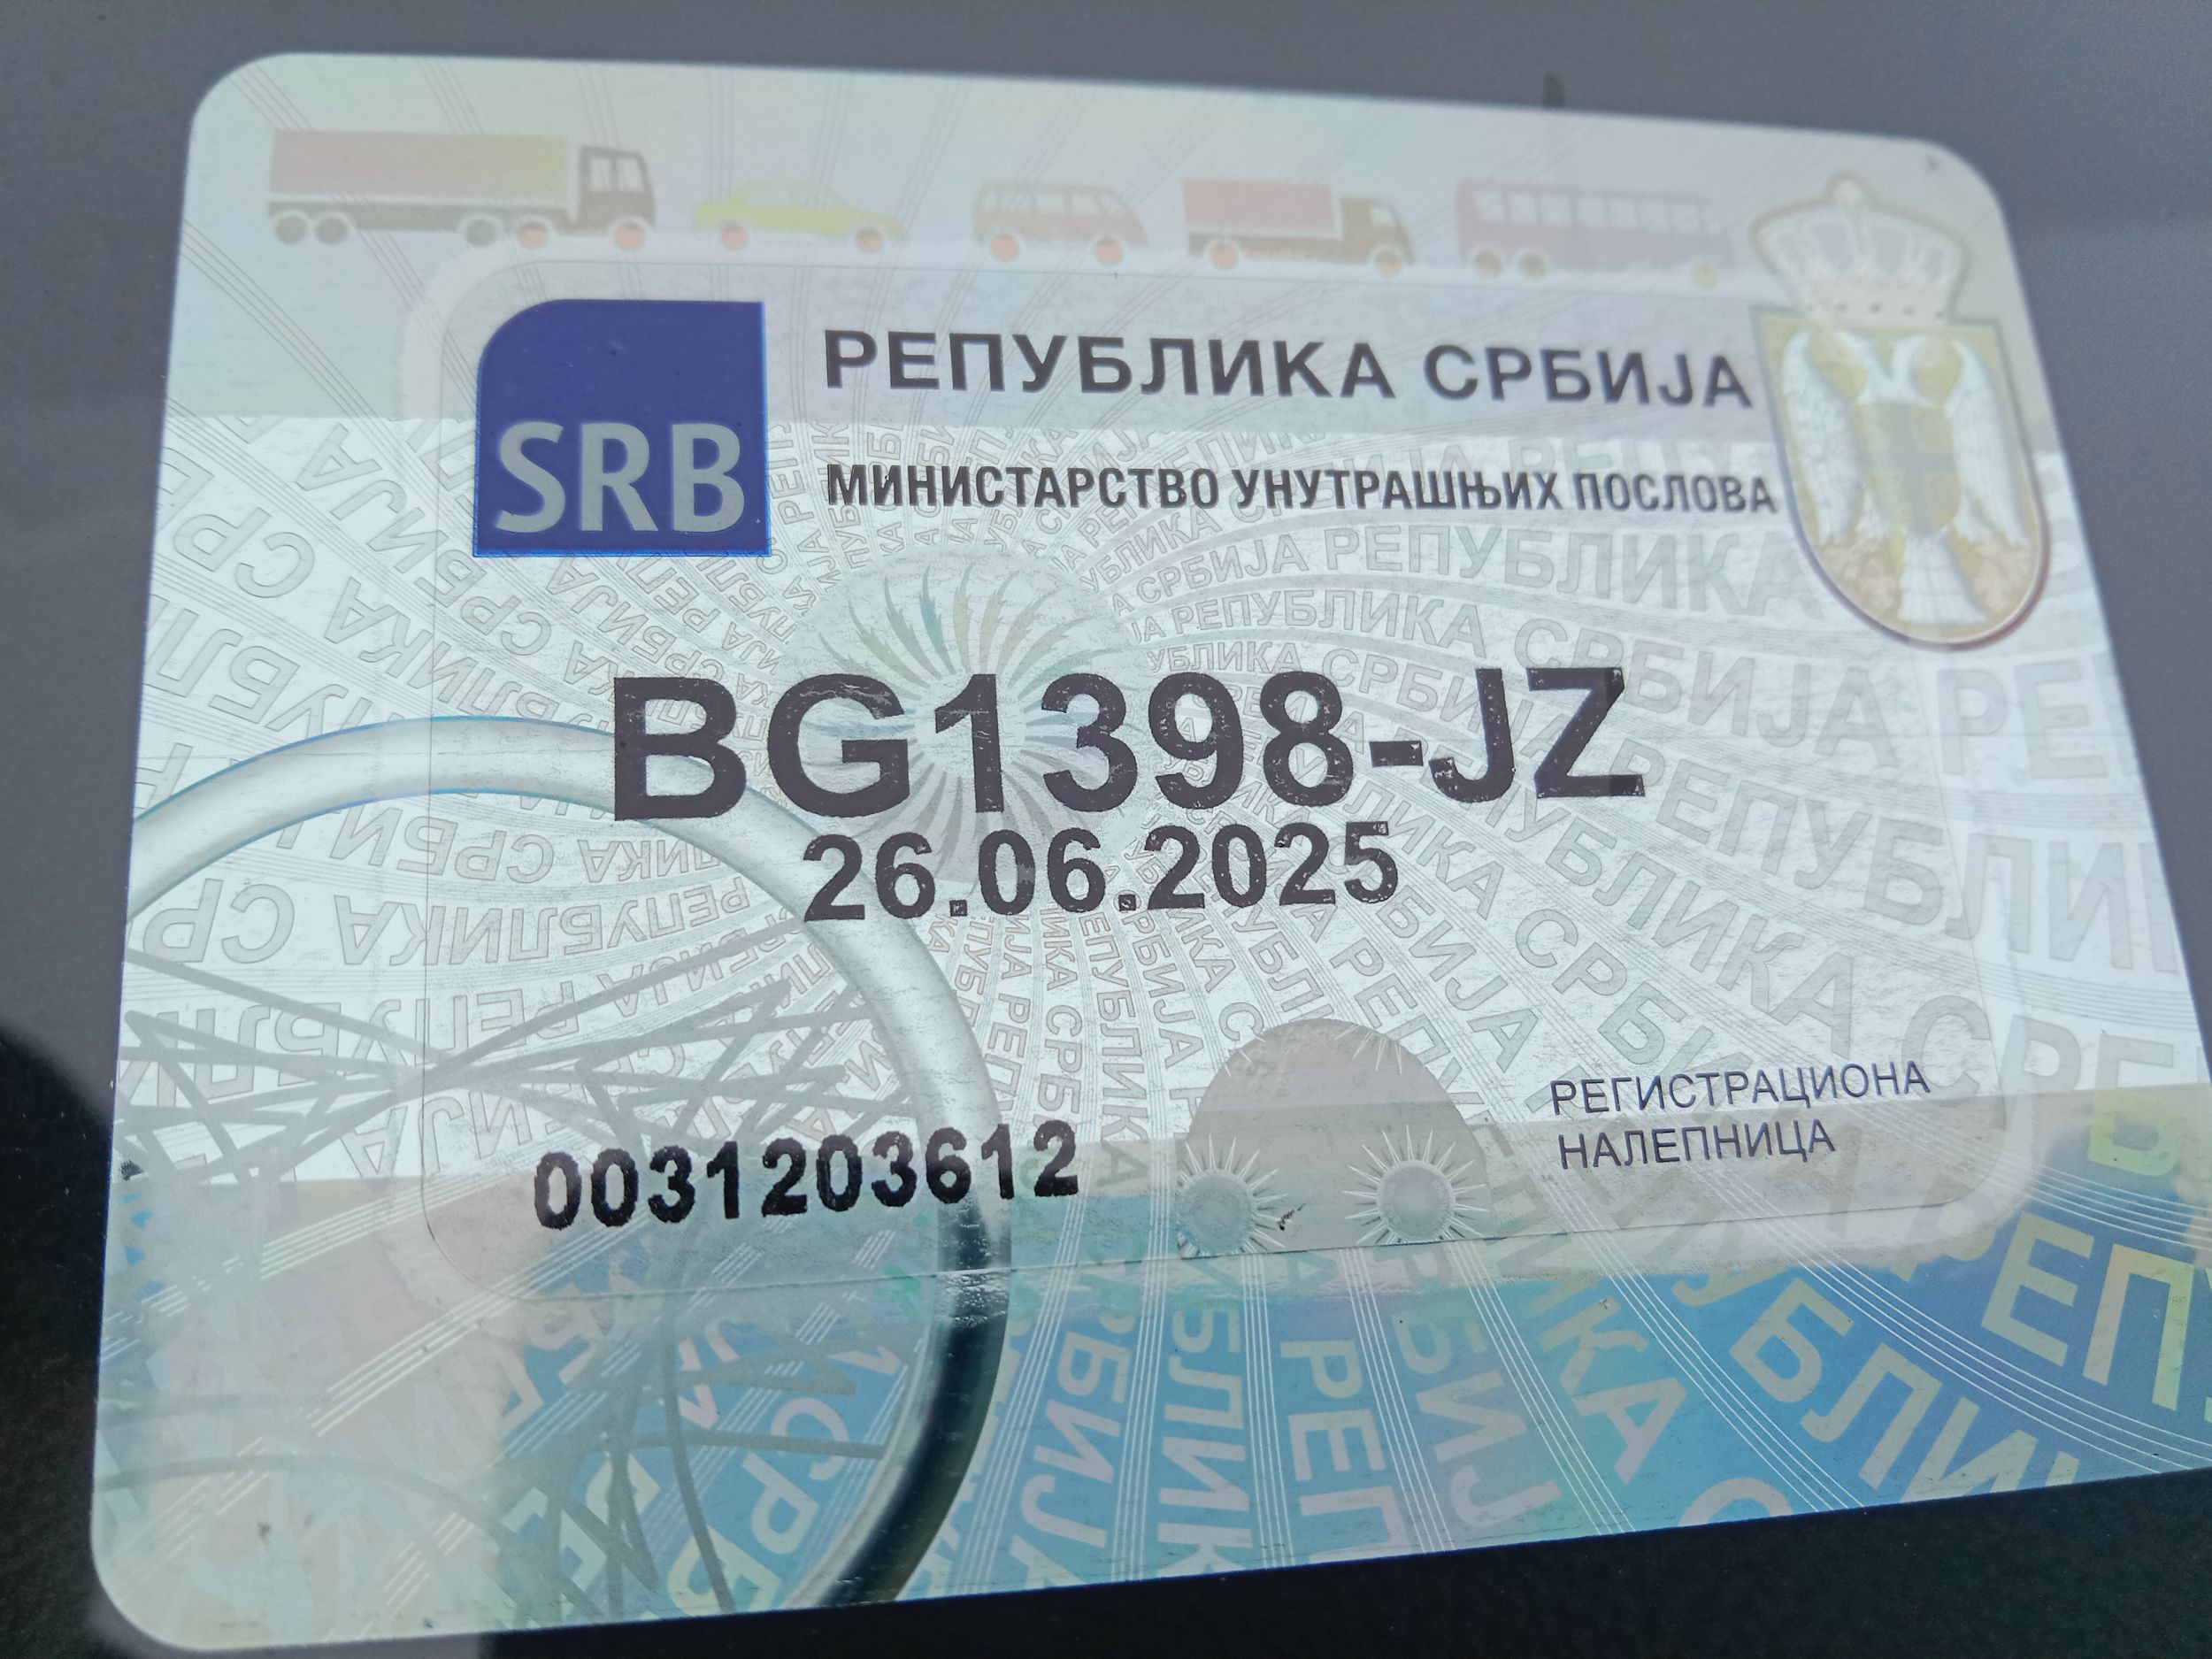 SRB
РЕПУБЛИКА СРБИЈА
МИНИСТАРСТВО УНУТРАШЊИХ ПОСЛОВА
BG1398-JZ
26.06.2025
0031203612
РЕГИСТРАЦИОНА
НАЛЕПНИЦА